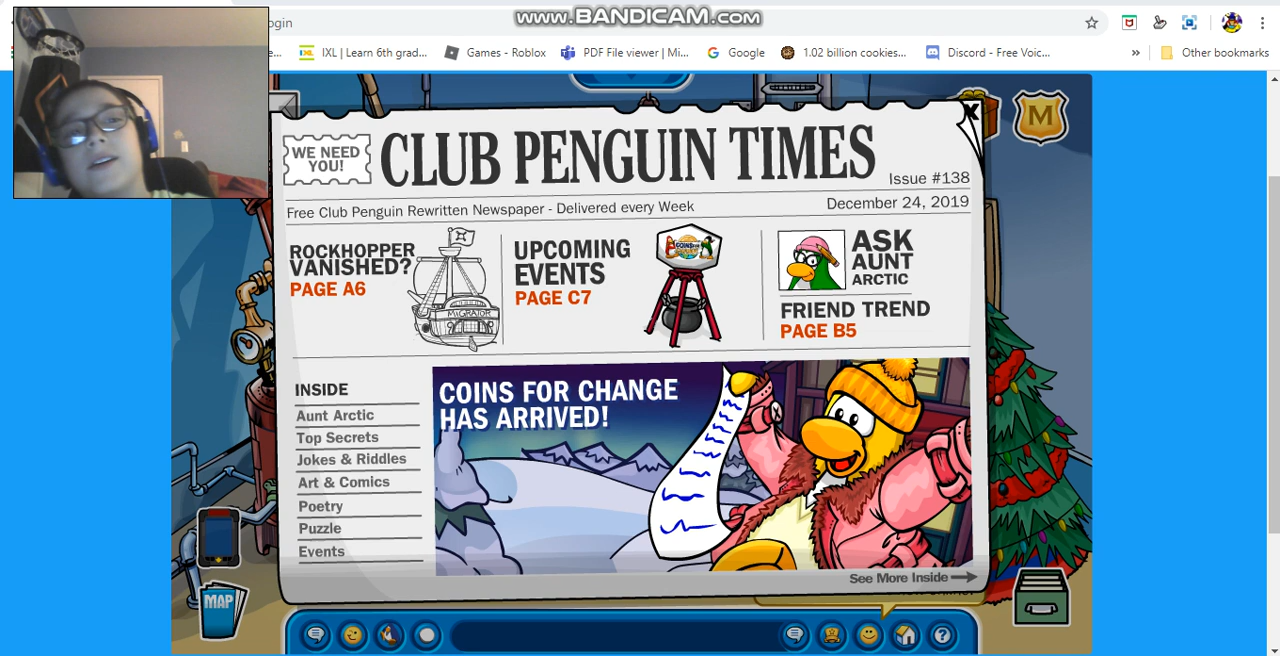 www.BANDICAM.com
ogin
e...
IXL | Learn 6th grad...
Games - Roblox
PDF File viewer | Mi...
Google
1.02 billion cookies...
Discord - Free Voic...
»
Other bookmarks
M
WE NEED
YOU!
CLUB PENGUIN TIMES
Issue #138
Free Club Penguin Rewritten Newspaper - Delivered every Week
December 24, 2019
ROCKHOPPER
VANISHED?
PAGE A6
MIGRATOR
UPCOMING
EVENTS
PAGE C7
COINS FOR
CHANGE
ASK
AUNT
ARCTIC
FRIEND TREND
PAGE B5
INSIDE
Aunt Arctic
Top Secrets
Jokes & Riddles
Art & Comics
Poetry
Puzzle
Events
COINS FOR CHANGE
HAS ARRIVED!
See More Inside
MAP
?